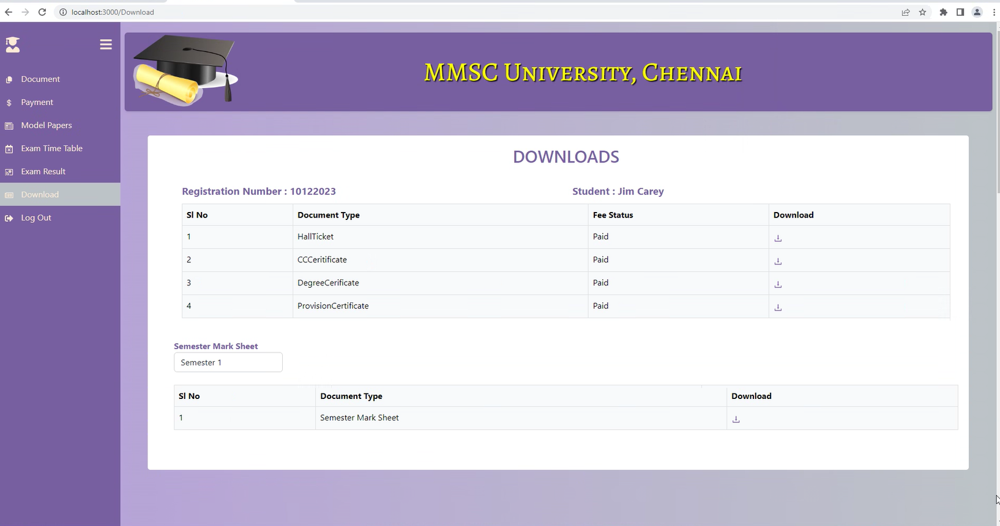 localhost:3000/Download
MMSC University, Chennai
Document
Payment
Model Papers
Exam Time Table
Exam Result
Download
Log Out
DOWNLOADS
Registration Number : 10122023 Student : Jim Carey
Sl No Document Type Fee Status Download
1 HallTicket Paid
2 CCCeritificate Paid
3 DegreeCerificate Paid
4 ProvisionCertificate Paid
Semester Mark Sheet
Semester 1
Sl No Document Type Download
1 Semester Mark Sheet